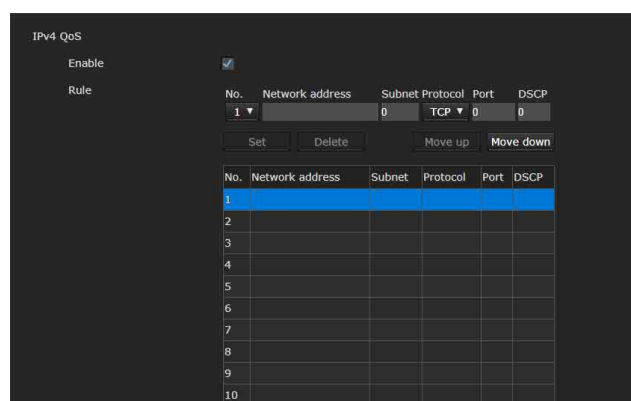 IPv4 QoS
Enable
Rule
No. Network address Subnet Protocol Port DSCP
1 0 TCP 0 0
Set Delete Move up Move down
No. Network address Subnet Protocol Port DSCP
1
2
3
4
5
6
7
8
9
10